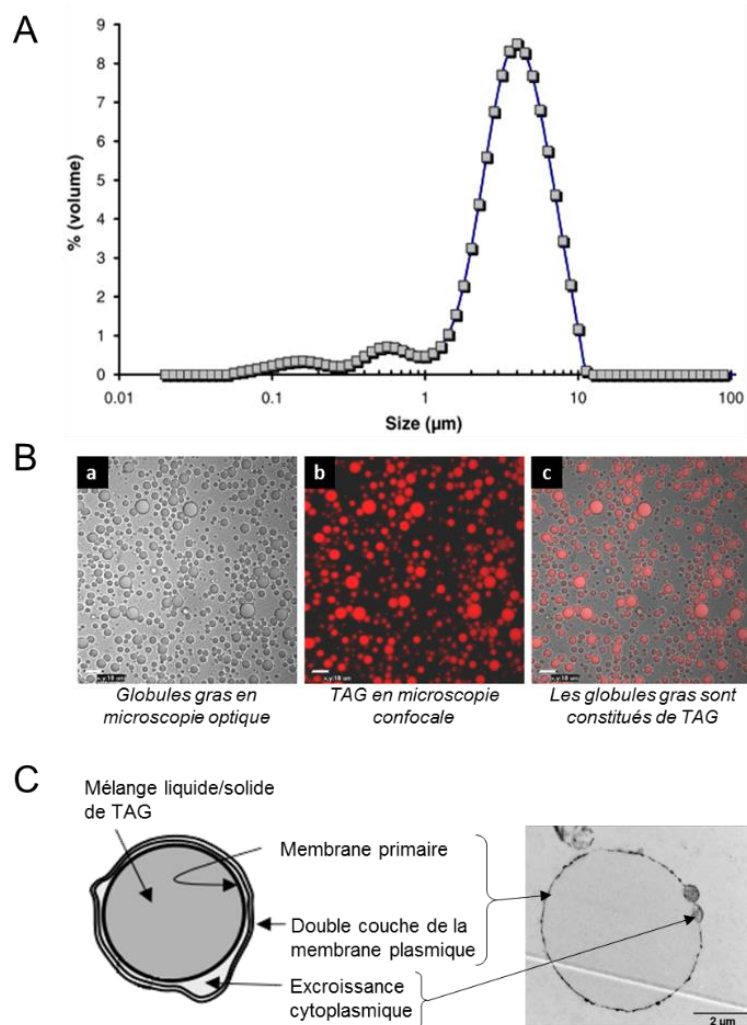 A
9
8
7
6
5
4
3
2
1
0
% (volume)
0.01 0.1 1 10 100
Size (µm)
B
a b c
Globules gras en
microscopie optique
TAG en microscopie
confocale
Les globules gras sont
constitués de TAG
C
Mélange liquide/solide
de TAG
Membrane primaire
Double couche de la
membrane plasmique
Excroissance
cytoplasmique
2 µm